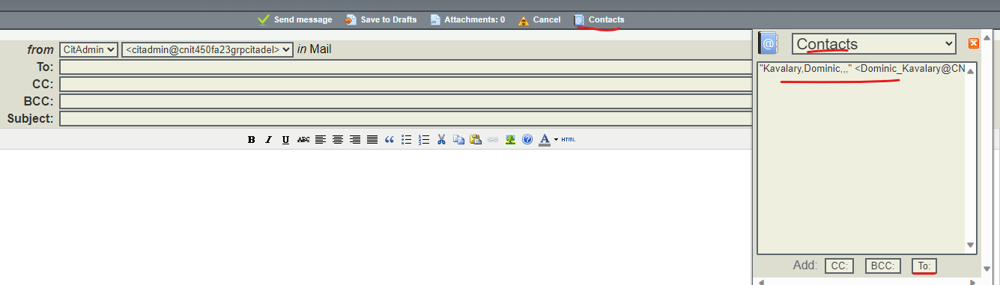 Send message Save to Drafts Attachments: 0 Cancel Contacts
from CitAdmin <citadmin@cnit450fa23grpcitadel> in Mail
To:
CC:
BCC:
Subject:
B I U ABC HTML
Contacts
"Kavalary,Dominic,,," <Dominic_Kavalary@CN
Add: CC: BCC: To: